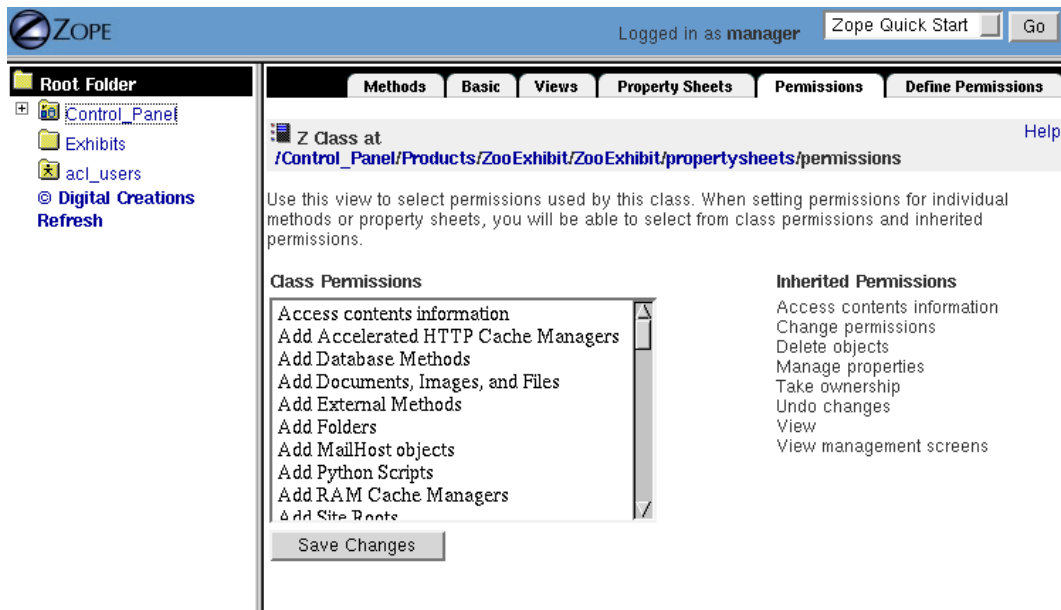 ZOPE
Logged in as manager
Zope Quick Start
Go
Root Folder
Control_Panel
Exhibits
acl_users
© Digital Creations
Refresh
Methods
Basic
Views
Property Sheets
Permissions
Define Permissions
Z Class at
/Control_Panel/Products/ZooExhibit/ZooExhibit/propertysheets/permissions
Help
Use this view to select permissions used by this class. When setting permissions for individual
methods or property sheets, you will be able to select from class permissions and inherited
permissions.
Class Permissions
Access contents information
Add Accelerated HTTP Cache Managers
Add Database Methods
Add Documents, Images, and Files
Add External Methods
Add Folders
Add MailHost objects
Add Python Scripts
Add RAM Cache Managers
Add Site Roots
Save Changes
Inherited Permissions
Access contents information
Change permissions
Delete objects
Manage properties
Take ownership
Undo changes
View
View management screens